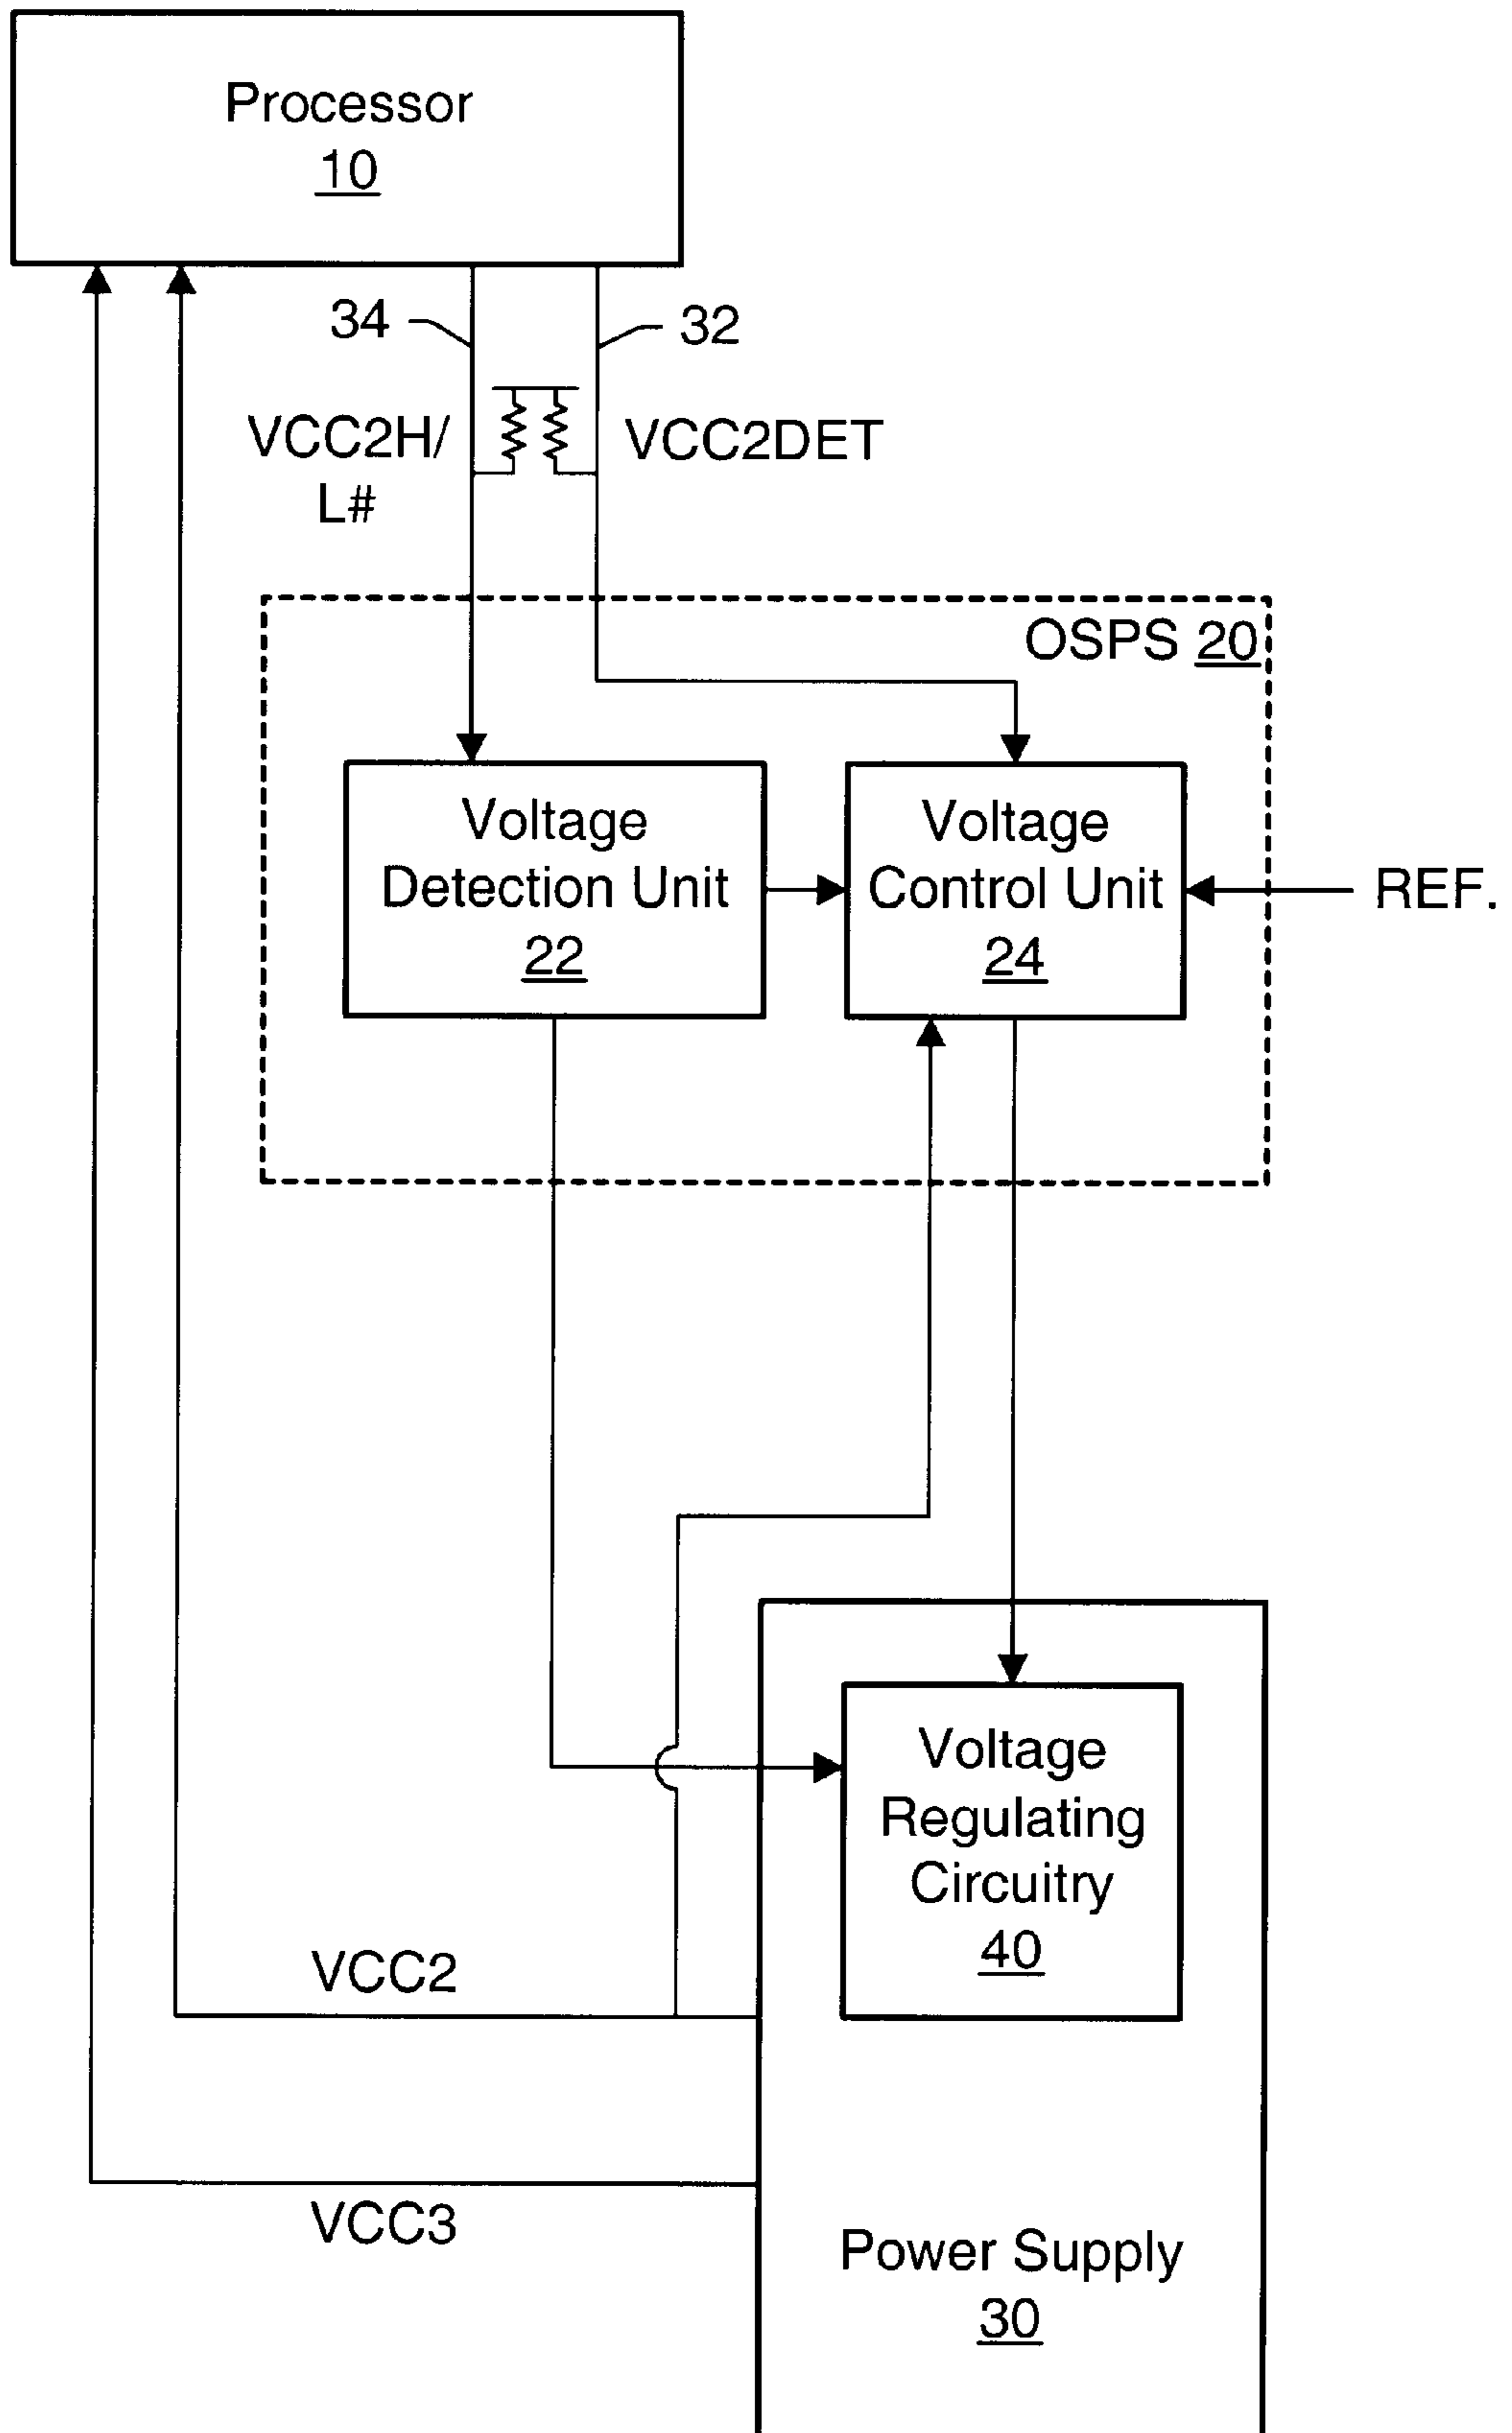 Processor
10
34
32
VCC2H/
L#
VCC2DET
OSPS 20
Voltage
Detection Unit
22
Voltage
Control Unit
24
REF.
Voltage
Regulating
Circuitry
40
VCC2
VCC3
Power Supply
30